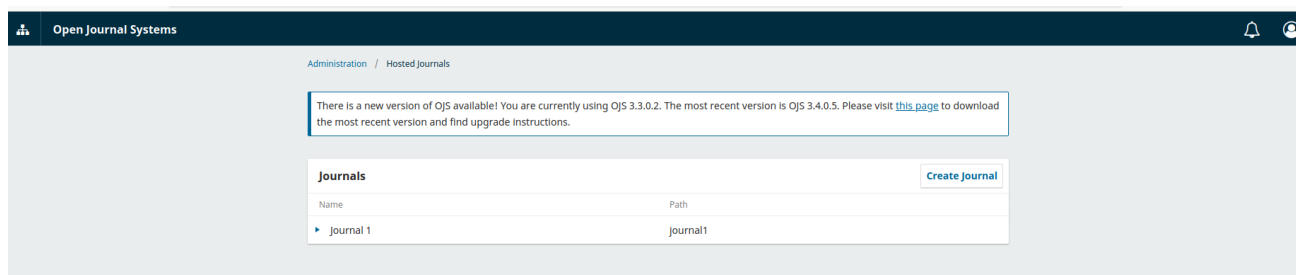 Open Journal Systems
Administration / Hosted Journals
There is a new version of OJS available! You are currently using OJS 3.3.0.2. The most recent version is OJS 3.4.0.5. Please visit this page to download
the most recent version and find upgrade instructions.
Journals Create Journal
Name Path
Journal 1 journal1